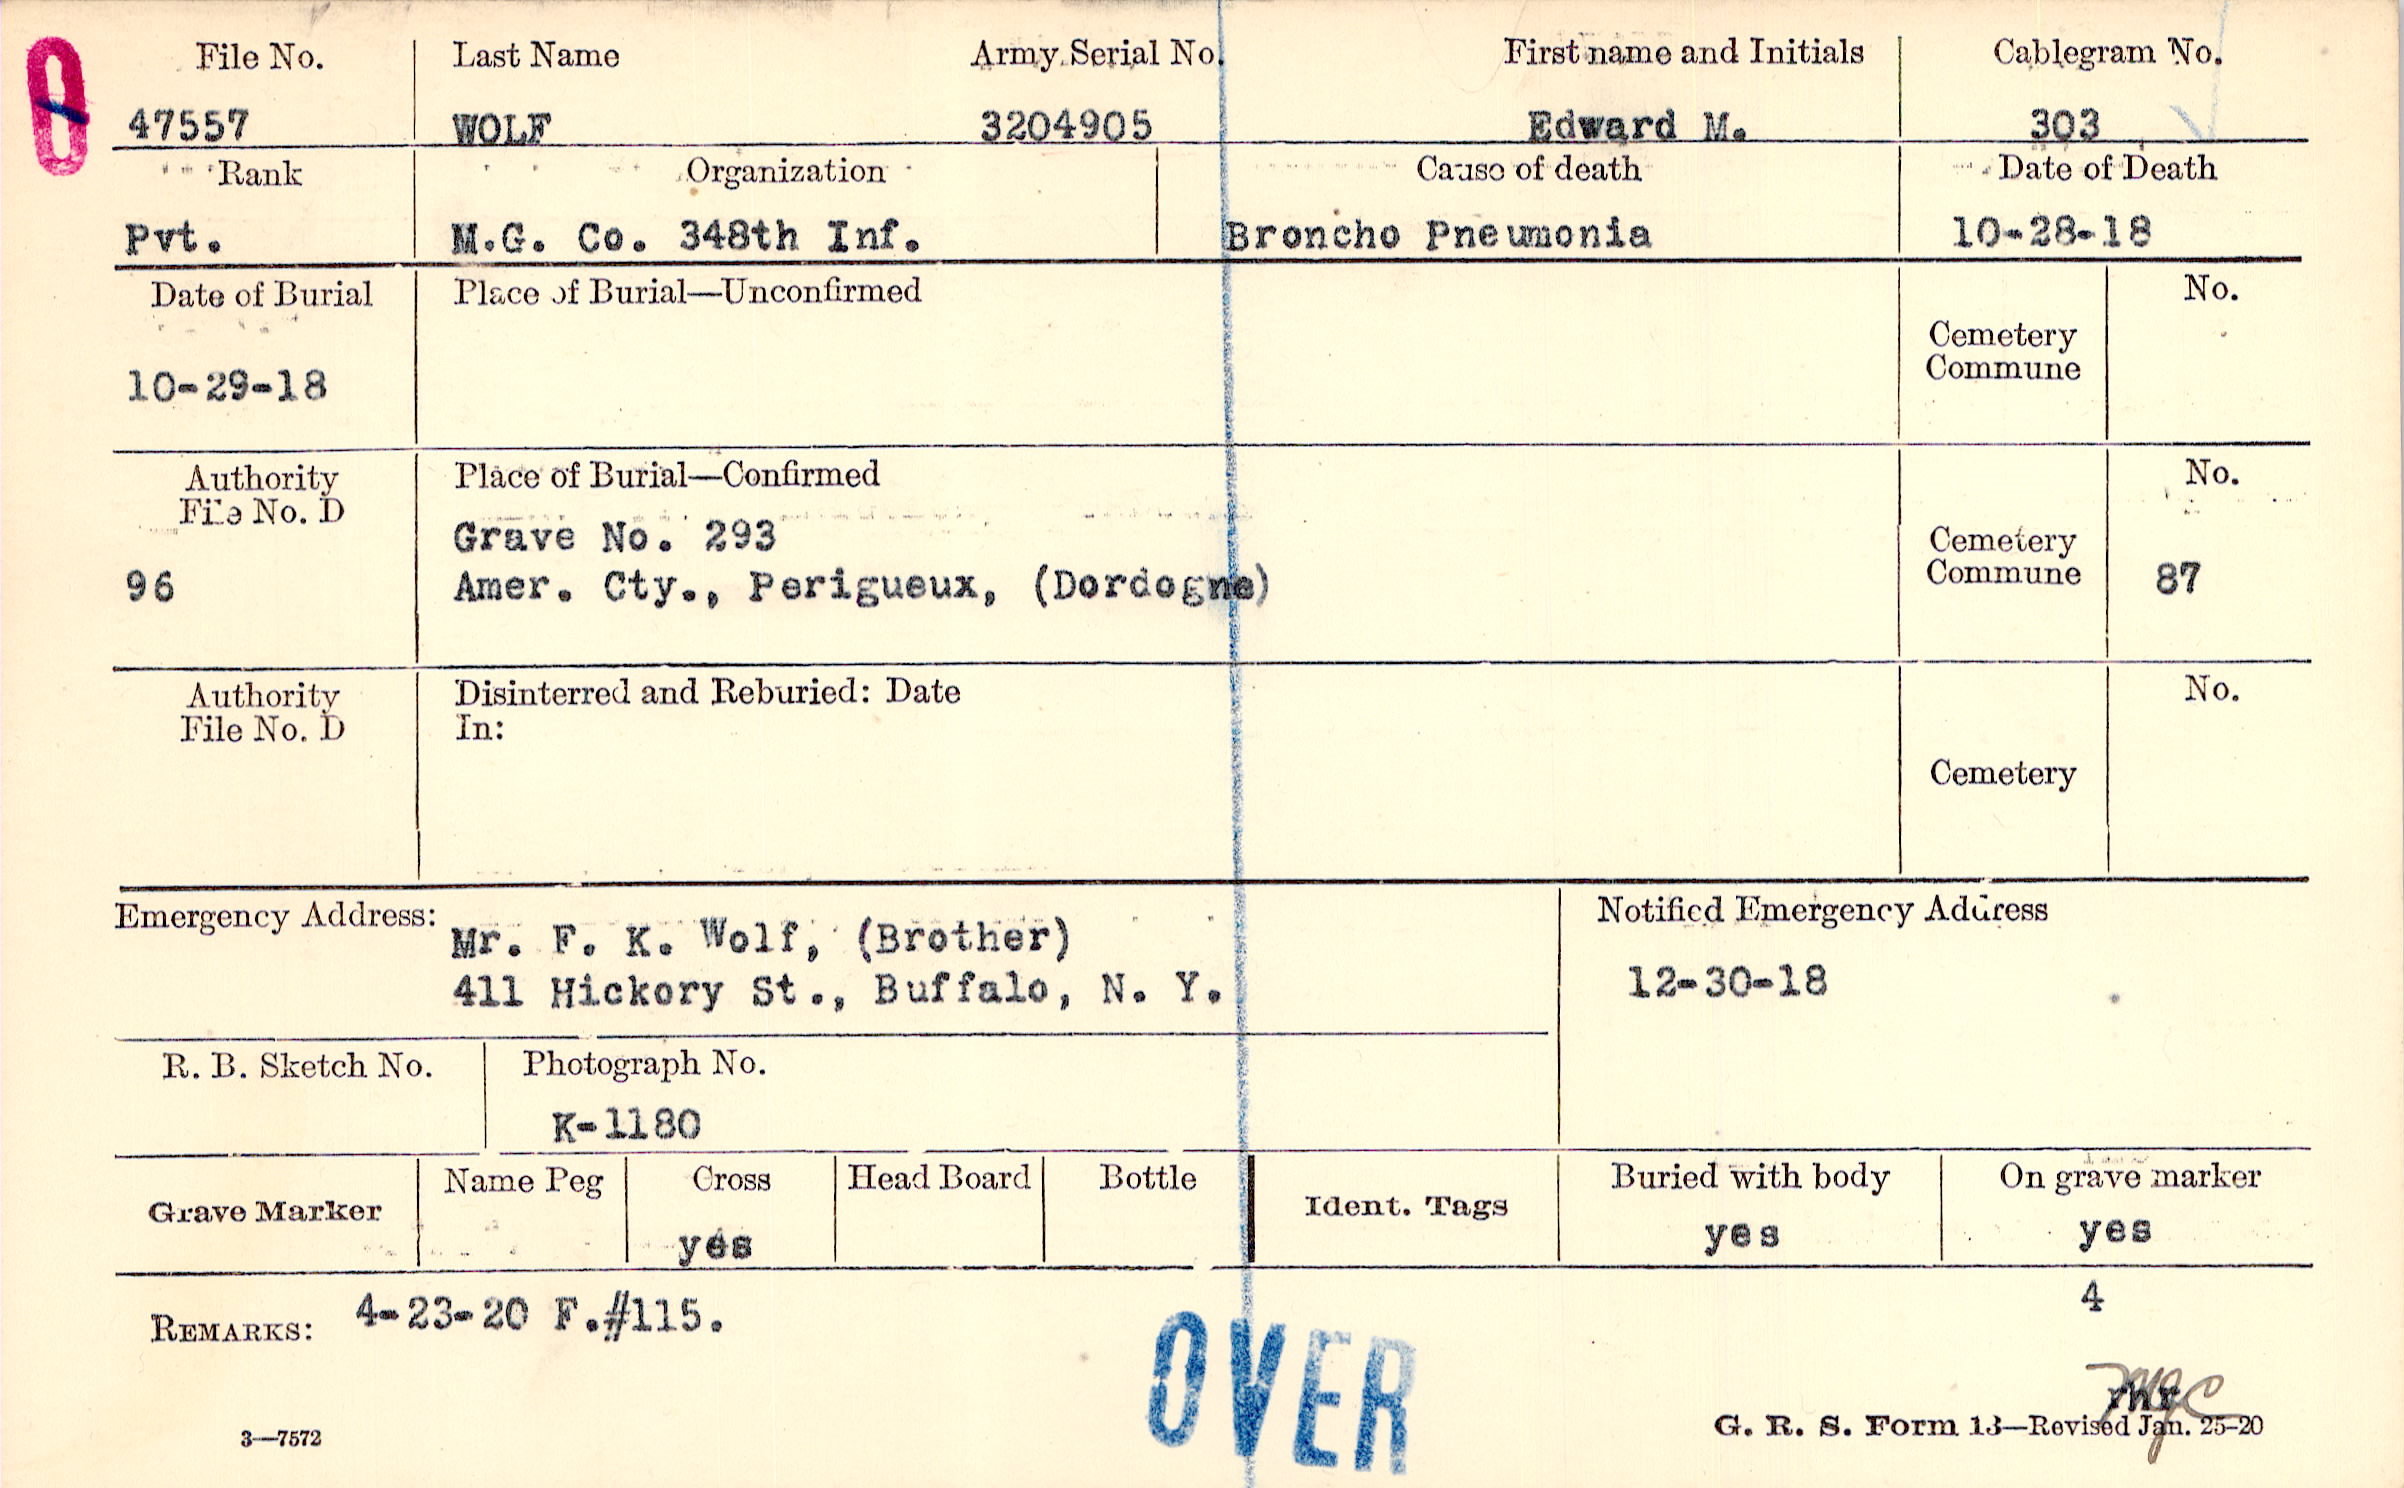 0
File No. Last Name Army Serial No. First name and Initials Cablegram No.
47557 WOLF 3204905 Edward M. 303
Rank Organization Cause of death Date of Death
Pvt. M.G. Co. 348th Inf. Broncho Pneumonia 10-28-18
Date of Burial Place of Burial—Unconfirmed No.
Cemetery
Commune
10-29-18
Authority Place of Burial—Confirmed No.
File No. D
Grave No. 293 Cemetery
96 Amer. Cty., Perigueux, (Dordogne) Commune 87
Authority Disinterred and Reburied: Date No.
File No. D In:
Cemetery
Emergency Address: Mr. F. K. Wolf, (Brother) Notified Emergency Address
411 Hickory St., Buffalo, N. Y. 12-30-18
R. B. Sketch No. Photograph No.
K-1180
Grave Marker Name Peg Cross Head Board Bottle Ident. Tags Buried with body On grave marker
yes yes yes
REMARKS: 4-23-20 F.#115. 4
OVER
rhr
3—7572 G. R. S. Form 13—Revised Jan. 25-20